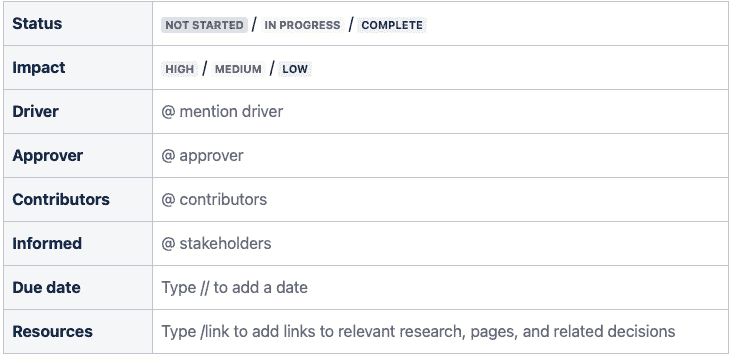 Status NOT STARTED / IN PROGRESS / COMPLETE
Impact HIGH / MEDIUM / LOW
Driver @ mention driver
Approver @ approver
Contributors @ contributors
Informed @ stakeholders
Due date Type // to add a date
Resources Type /link to add links to relevant research, pages, and related decisions